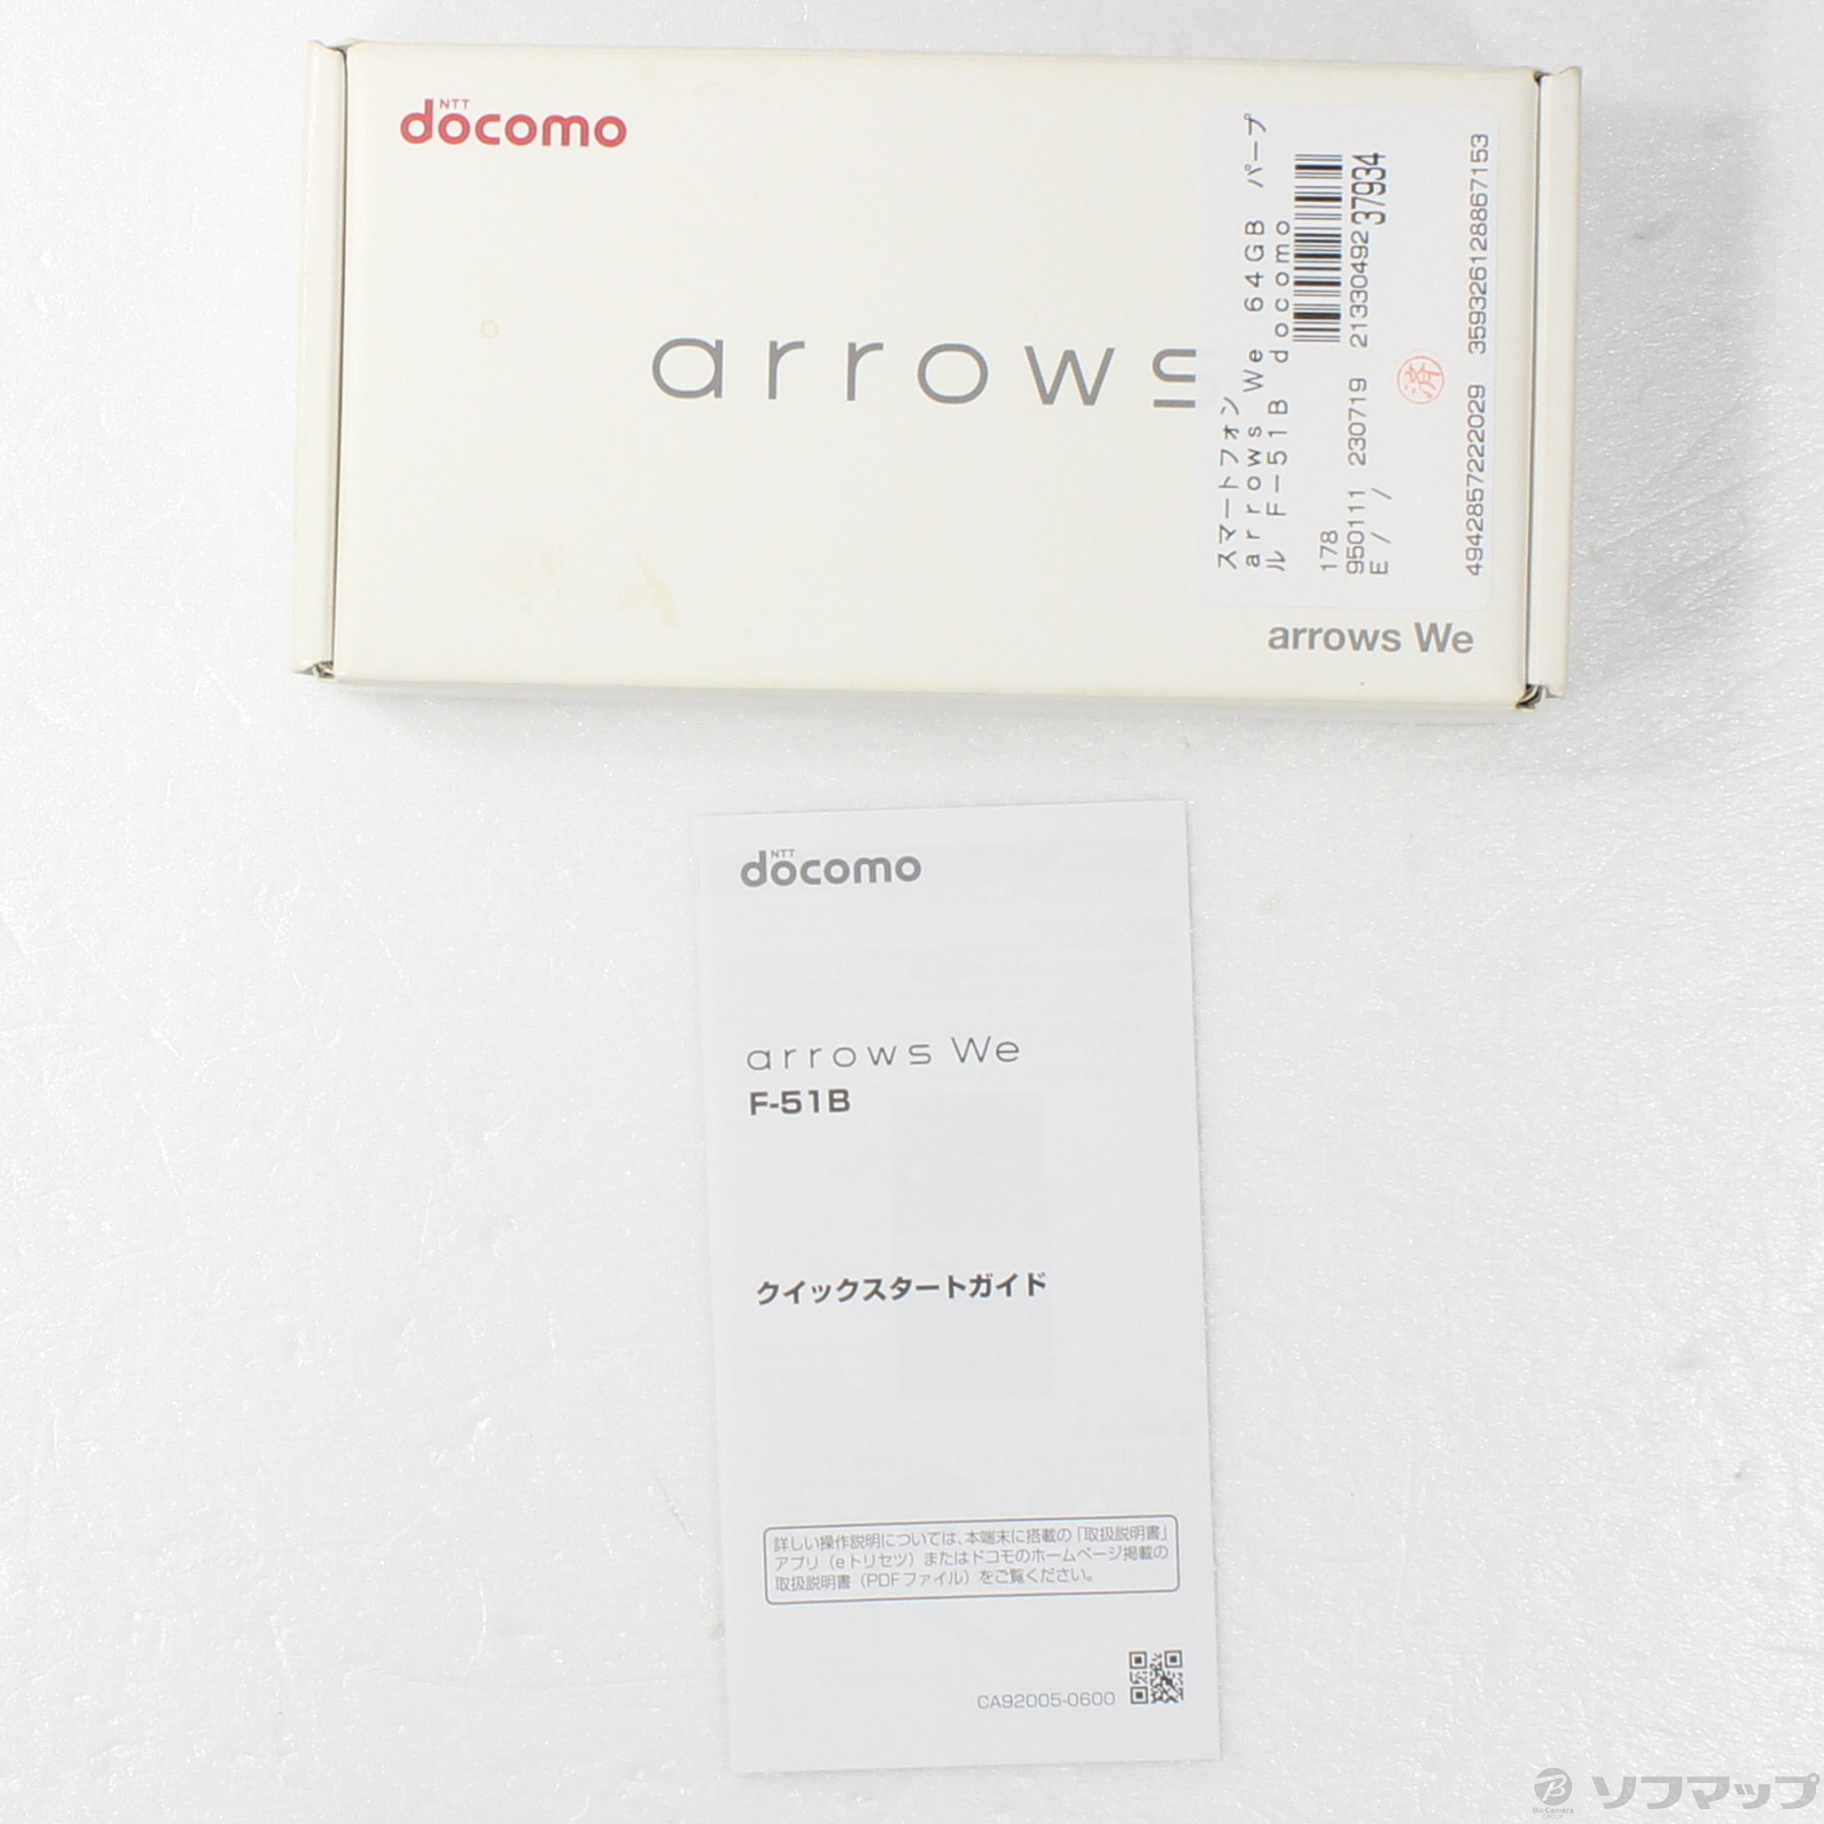 NTT
docomo
arrows
スマートフォン
arrows We 64GB パープ
ル F-51B docomo
178
950111 230719 2133049237934
E / /
済
4942857222029 359326128867153
arrows We
NTT
docomo
arrows We
F-51B
クイックスタートガイド
詳しい操作説明については、本端末に搭載の「取扱説明書」
アプリ（eトリセツ）またはドコモのホームページ掲載の
取扱説明書（PDFファイル）をご覧ください。
CA92005-0600
BicCamera
GROUP
ソフマップ